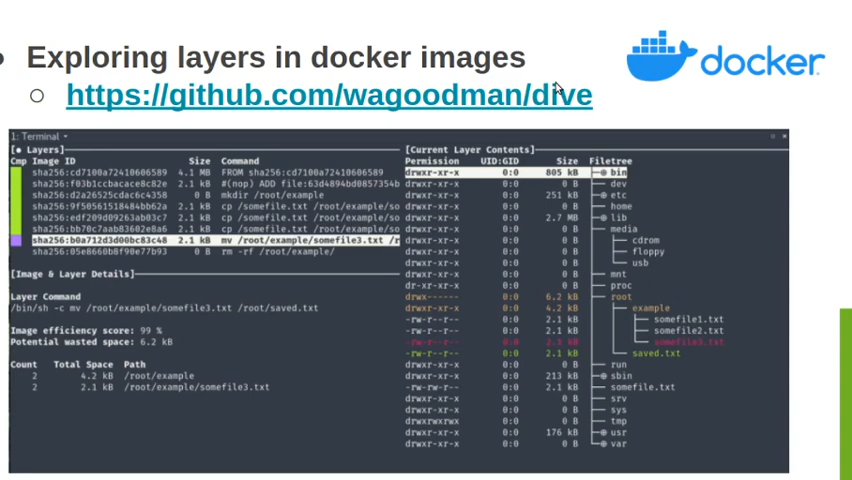 Exploring layers in docker images
docker
https://github.com/wagoodman/dive
1: Terminal
[● Layers]
Cmp Image ID Size Command
sha256:cd7100a72410606589 4.1 MB FROM sha256:cd7100a72410606589
sha256:f03b1ccbacace8c82e 2.1 kB #(nop) ADD file:63d4894bd0857354b
sha256:d2a26525cdac6c4358 0 B mkdir /root/example
sha256:9f50561518484bb62a 2.1 kB cp /somefile.txt /root/example/so
sha256:edf209d09263ab03c7 2.1 kB cp /somefile.txt /root/example/so
sha256:bb70c7aab83602e8a6 2.1 kB cp /somefile.txt /root/example/so
sha256:b0a712d3d00bc83c48 2.1 kB mv /root/example/somefile3.txt /r
sha256:05e8660b8f90e77b93 0 B rm -rf /root/example/
[Image & Layer Details]
Layer Command
/bin/sh -c mv /root/example/somefile3.txt /root/saved.txt
Image efficiency score: 99 %
Potential wasted space: 6.2 kB
Count Total Space Path
2 4.2 kB /root/example
2 2.1 kB /root/example/somefile3.txt
[Current Layer Contents]
Permission UID:GID Size Filetree
drwxr-xr-x 0:0 805 kB bin
drwxr-xr-x 0:0 0 B dev
drwxr-xr-x 0:0 251 kB etc
drwxr-xr-x 0:0 0 B home
drwxr-xr-x 0:0 2.7 MB lib
drwxr-xr-x 0:0 0 B media
drwxr-xr-x 0:0 0 B cdrom
drwxr-xr-x 0:0 0 B floppy
drwxr-xr-x 0:0 0 B usb
drwxr-xr-x 0:0 0 B mnt
dr-xr-xr-x 0:0 0 B proc
drwx------ 0:0 6.2 kB root
drwxr-xr-x 0:0 4.2 kB example
-rw-r--r-- 0:0 2.1 kB somefile1.txt
-rw-r--r-- 0:0 2.1 kB somefile2.txt
-rw-r--r-- 0:0 2.1 kB somefile3.txt
-rw-r--r-- 0:0 2.1 kB saved.txt
drwxr-xr-x 0:0 0 B run
drwxr-xr-x 0:0 213 kB sbin
-rw-rw-r-- 0:0 2.1 kB somefile.txt
drwxr-xr-x 0:0 0 B srv
drwxr-xr-x 0:0 0 B sys
drwxrwxrwx 0:0 0 B tmp
drwxr-xr-x 0:0 176 kB usr
drwxr-xr-x 0:0 0 B var